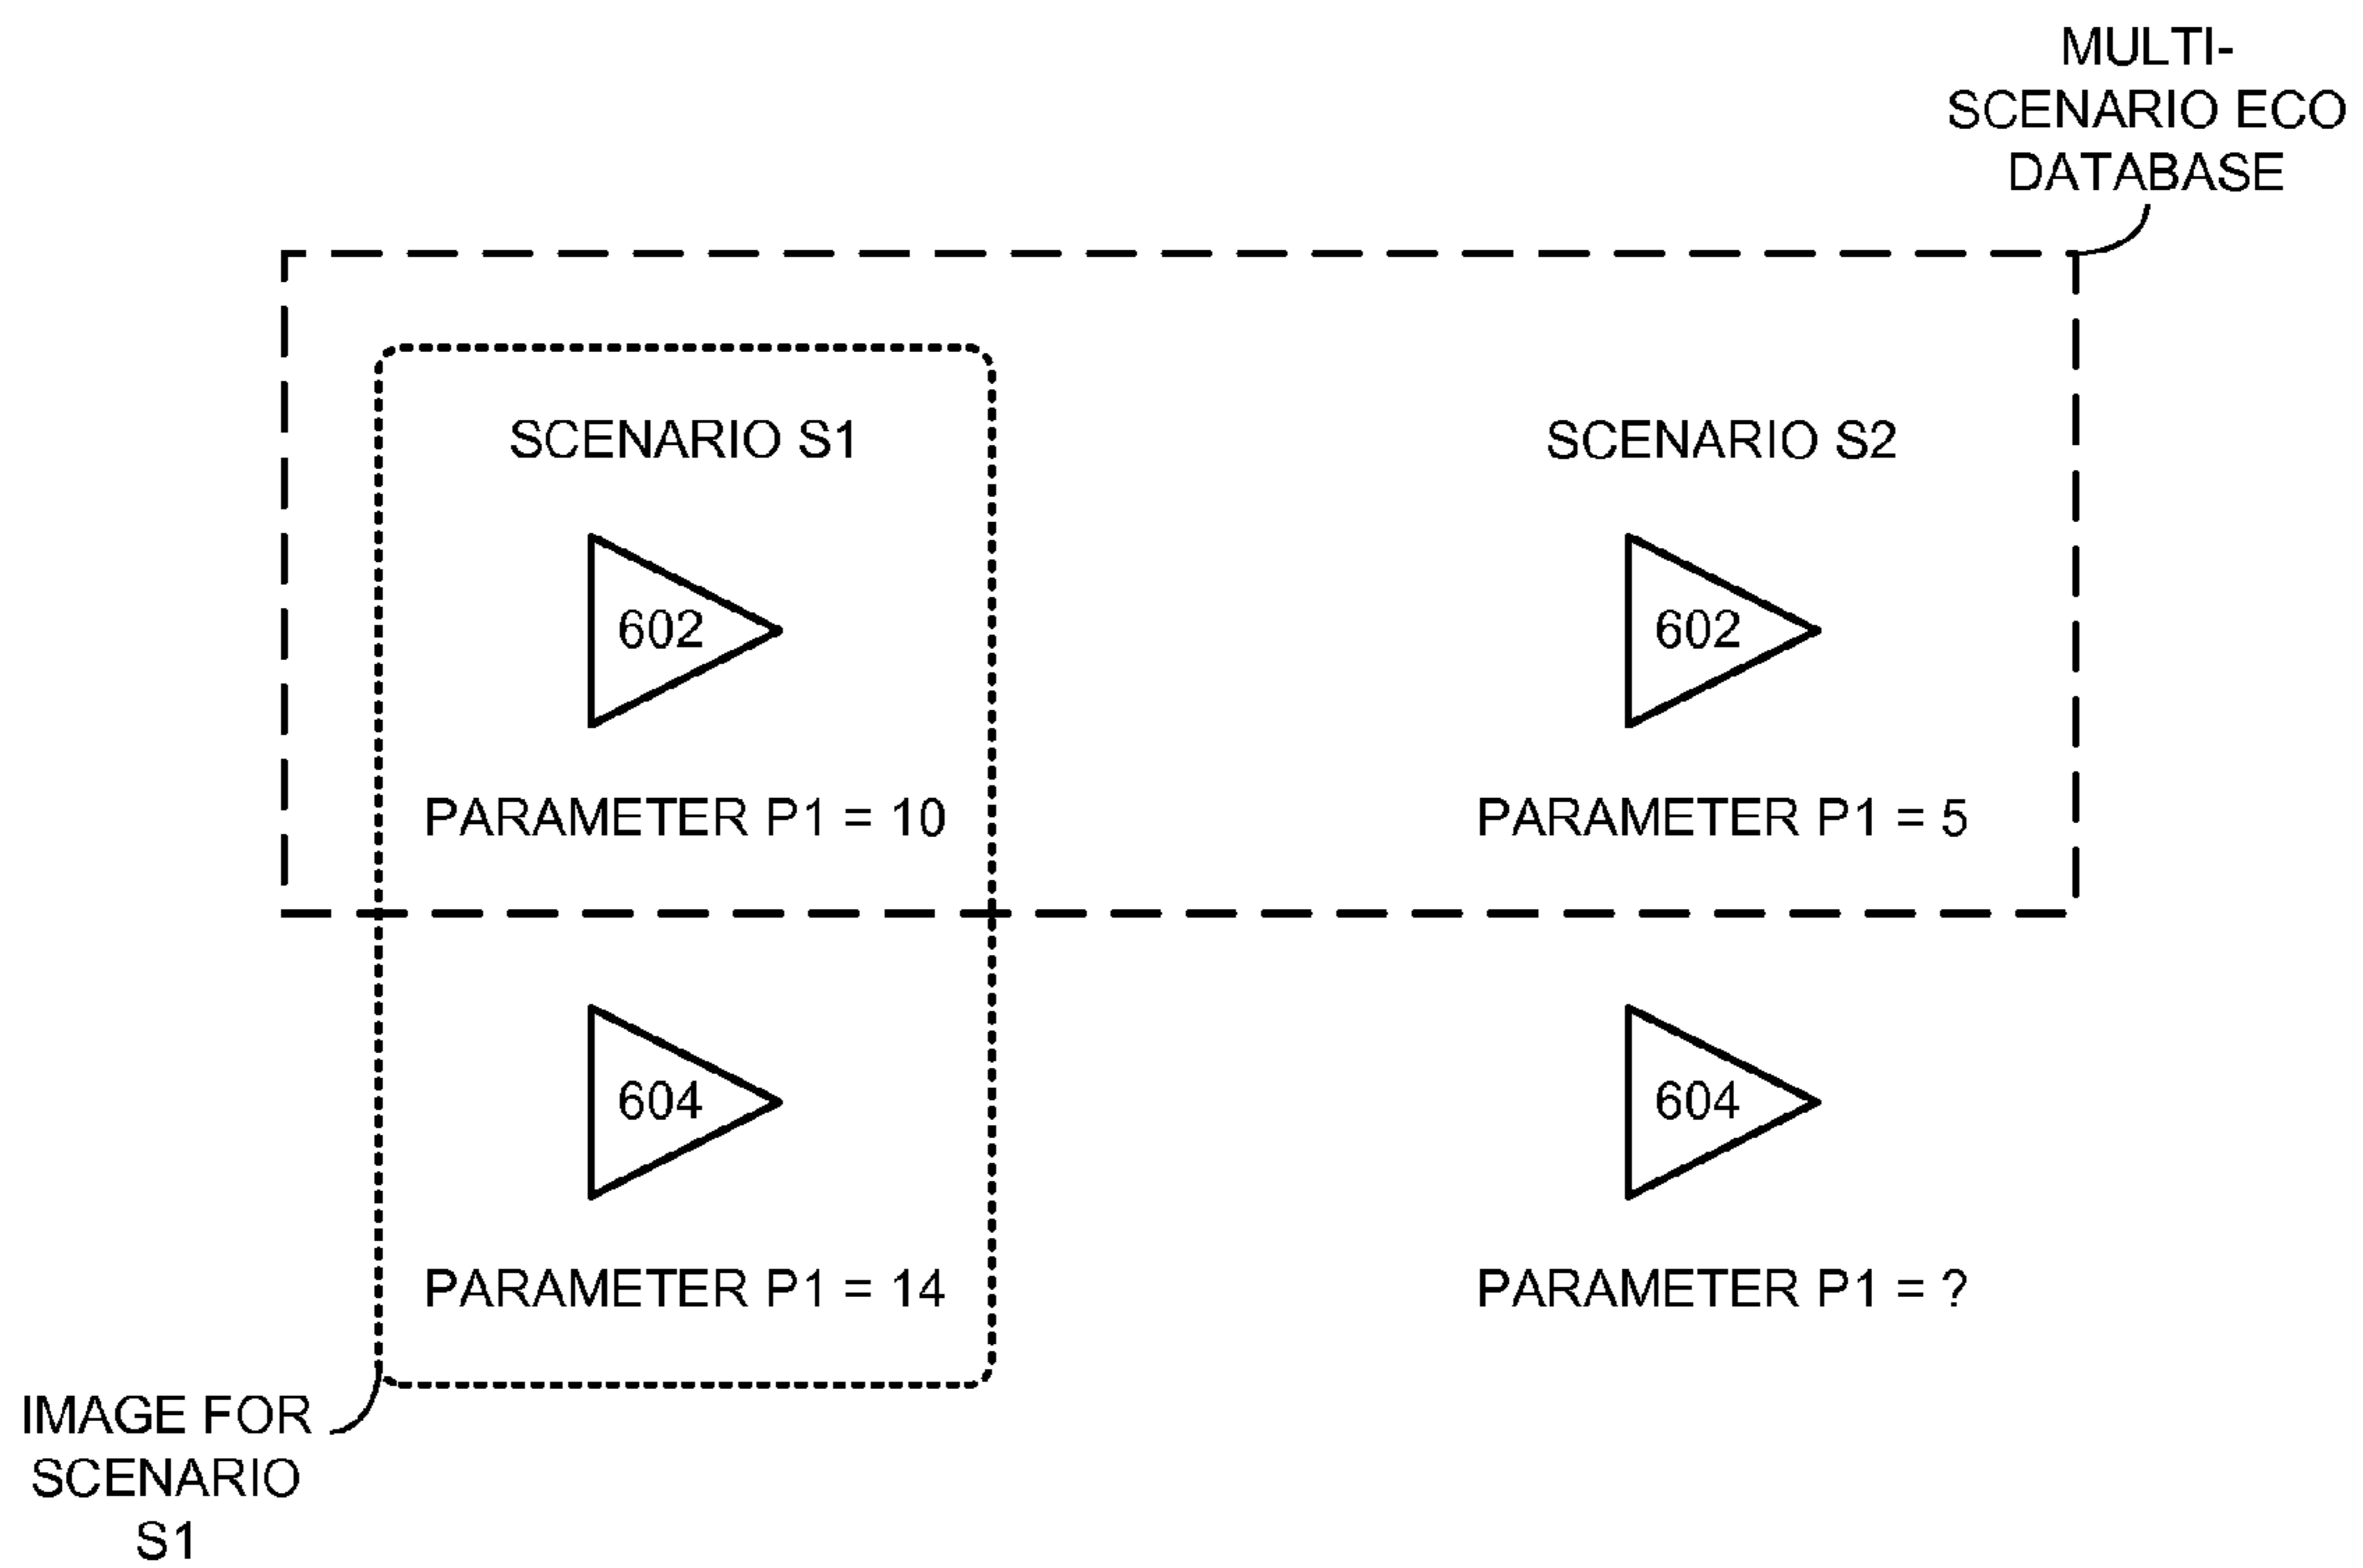 MULTI-
SCENARIO ECO
DATABASE
SCENARIO S1
SCENARIO S2
602
602
PARAMETER P1 = 10
PARAMETER P1 = 5
604
604
PARAMETER P1 = 14
PARAMETER P1 = ?
IMAGE FOR
SCENARIO
S1